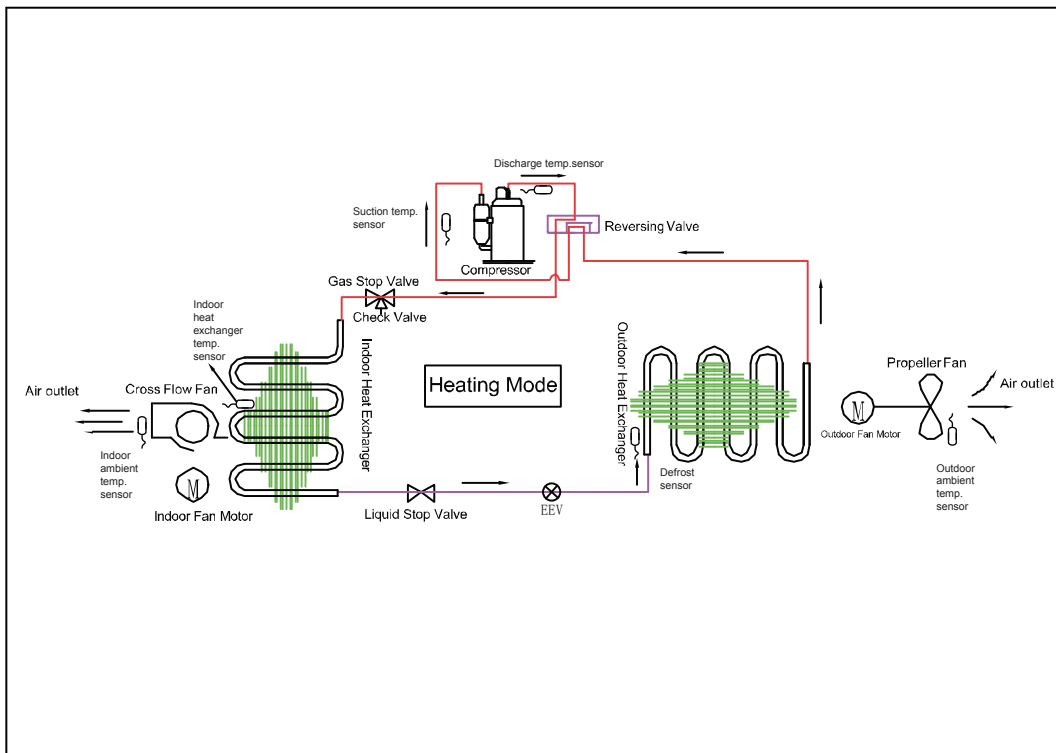 Discharge temp.sensor
Suction temp.
sensor
Reversing Valve
Compressor
Gas Stop Valve
Check Valve
Indoor
heat
exchanger
temp.
sensor
Indoor Heat Exchanger
Outdoor Heat Exchanger
Heating Mode
Propeller Fan
Air outlet
Cross Flow Fan
Air outlet
M
Outdoor Fan Motor
Indoor
ambient
temp.
sensor
M
Indoor Fan Motor
Liquid Stop Valve
EEV
Defrost
sensor
Outdoor
ambient
temp.
sensor